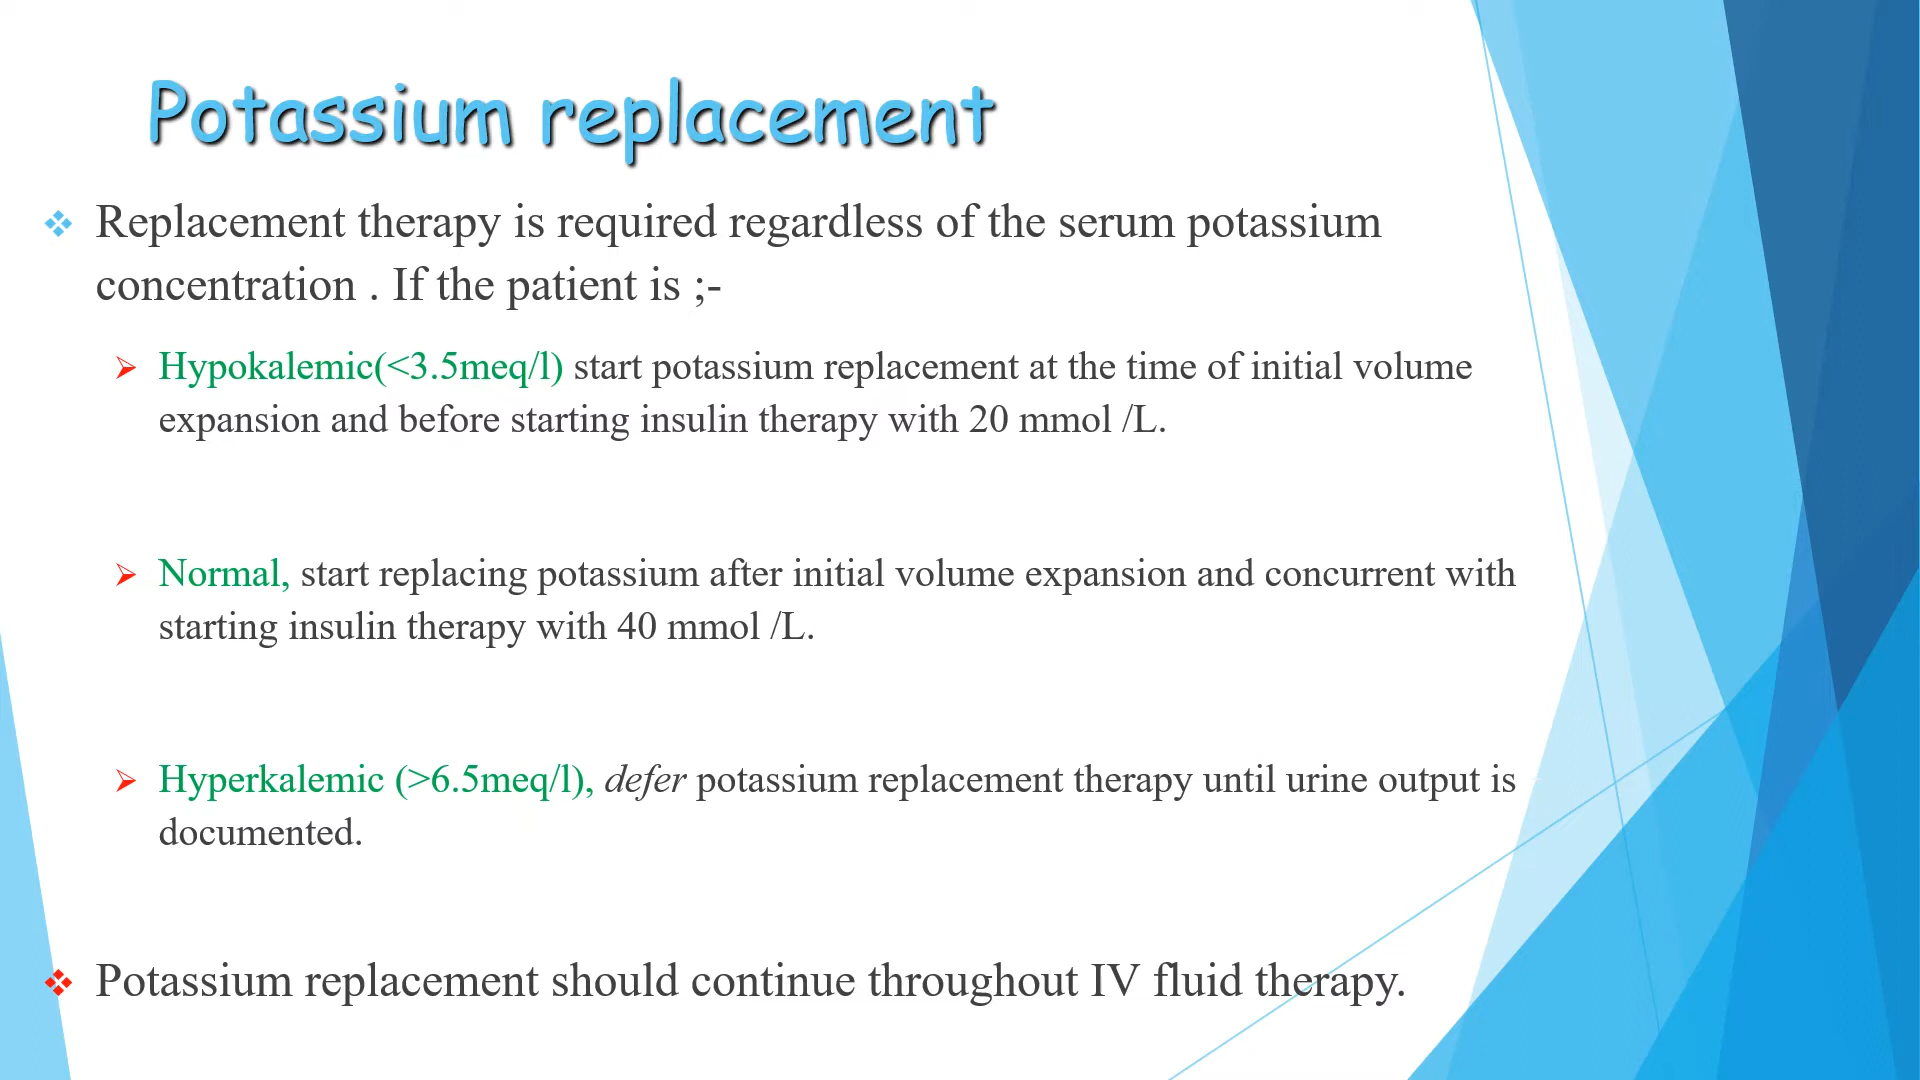 Potassium replacement
Replacement therapy is required regardless of the serum potassium
concentration . If the patient is ;-
Hypokalemic(<3.5meq/l) start potassium replacement at the time of initial volume
expansion and before starting insulin therapy with 20 mmol /L.
Normal, start replacing potassium after initial volume expansion and concurrent with
starting insulin therapy with 40 mmol /L.
Hyperkalemic (>6.5meq/l), defer potassium replacement therapy until urine output is
documented.
Potassium replacement should continue throughout IV fluid therapy.